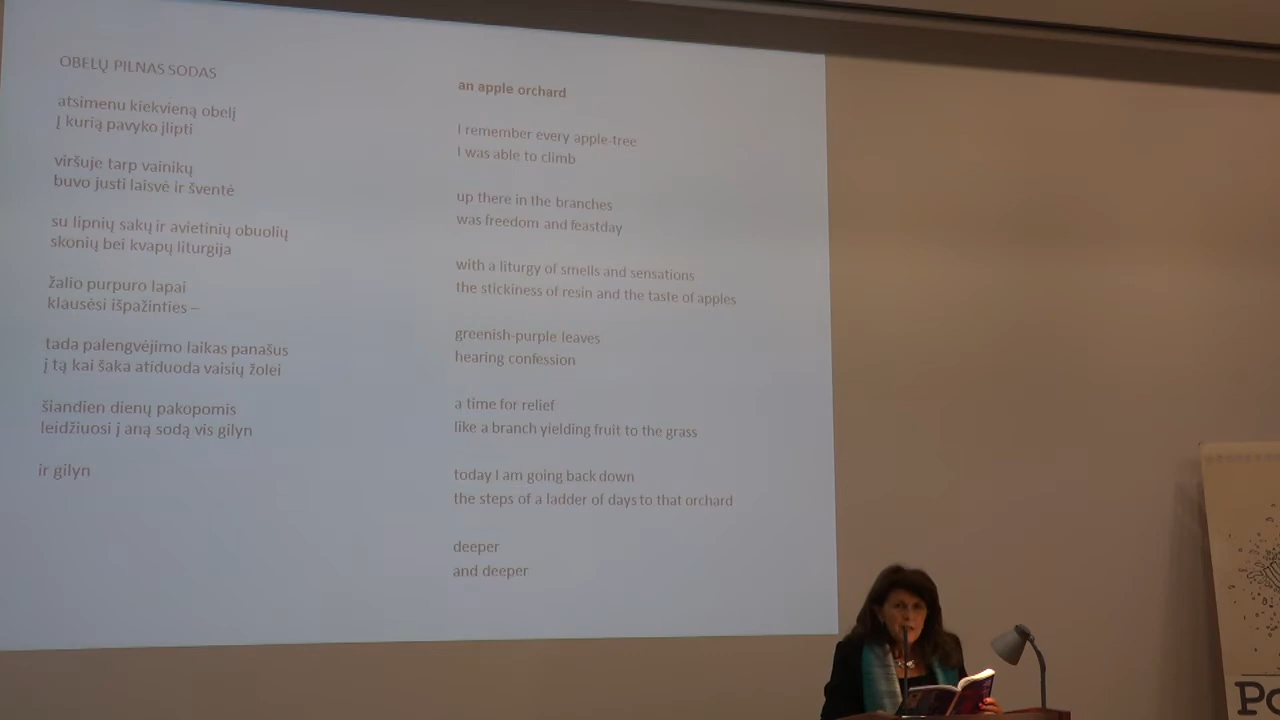 OBELŲ PILNAS SODAS
atsimenu kiekvieną obelį
Į kurią pavyko įlipti
viršuje tarp vainikų
buvo justi laisvė ir šventė
su lipnių sakų ir avietinių obuolių
skonių bei kvapų liturgija
žalio purpuro lapai
klausėsi išpažinties –
tada palengvėjimo laikas panašus
į tą kai šaka atiduoda vaisių žolei
šiandien dienų pakopomis
leidžiuosi į aną sodą vis gilyn
ir gilyn
an apple orchard
I remember every apple-tree
I was able to climb
up there in the branches
was freedom and feastday
with a liturgy of smells and sensations
the stickiness of resin and the taste of apples
greenish-purple leaves
hearing confession
a time for relief
like a branch yielding fruit to the grass
today I am going back down
the steps of a ladder of days to that orchard
deeper
and deeper